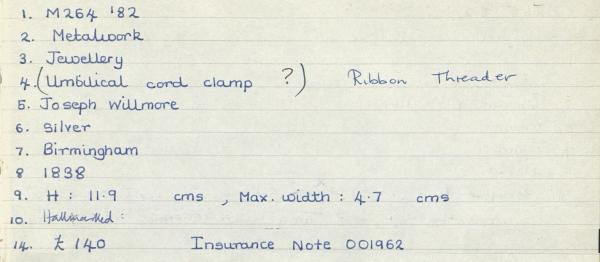 1. M264 '82
2. Metalwork
3. Jewellery
4. (Umbilical cord clamp ?) Ribbon Threader
5. Joseph Willmore
6. Silver
7. Birmingham
8 1838
9. H : 11.9 cms , Max. width : 4.7 cms
10. Hallmarked :
14. £ 140 Insurance Note 001962